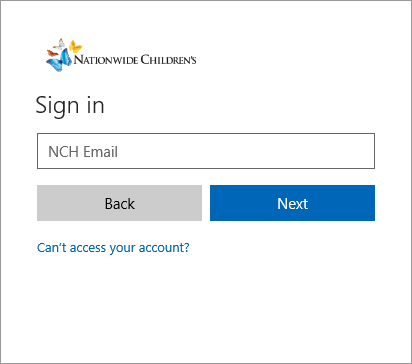 NATIONWIDE CHILDREN'S
Sign in
NCH Email
Back
Next
Can't access your account?